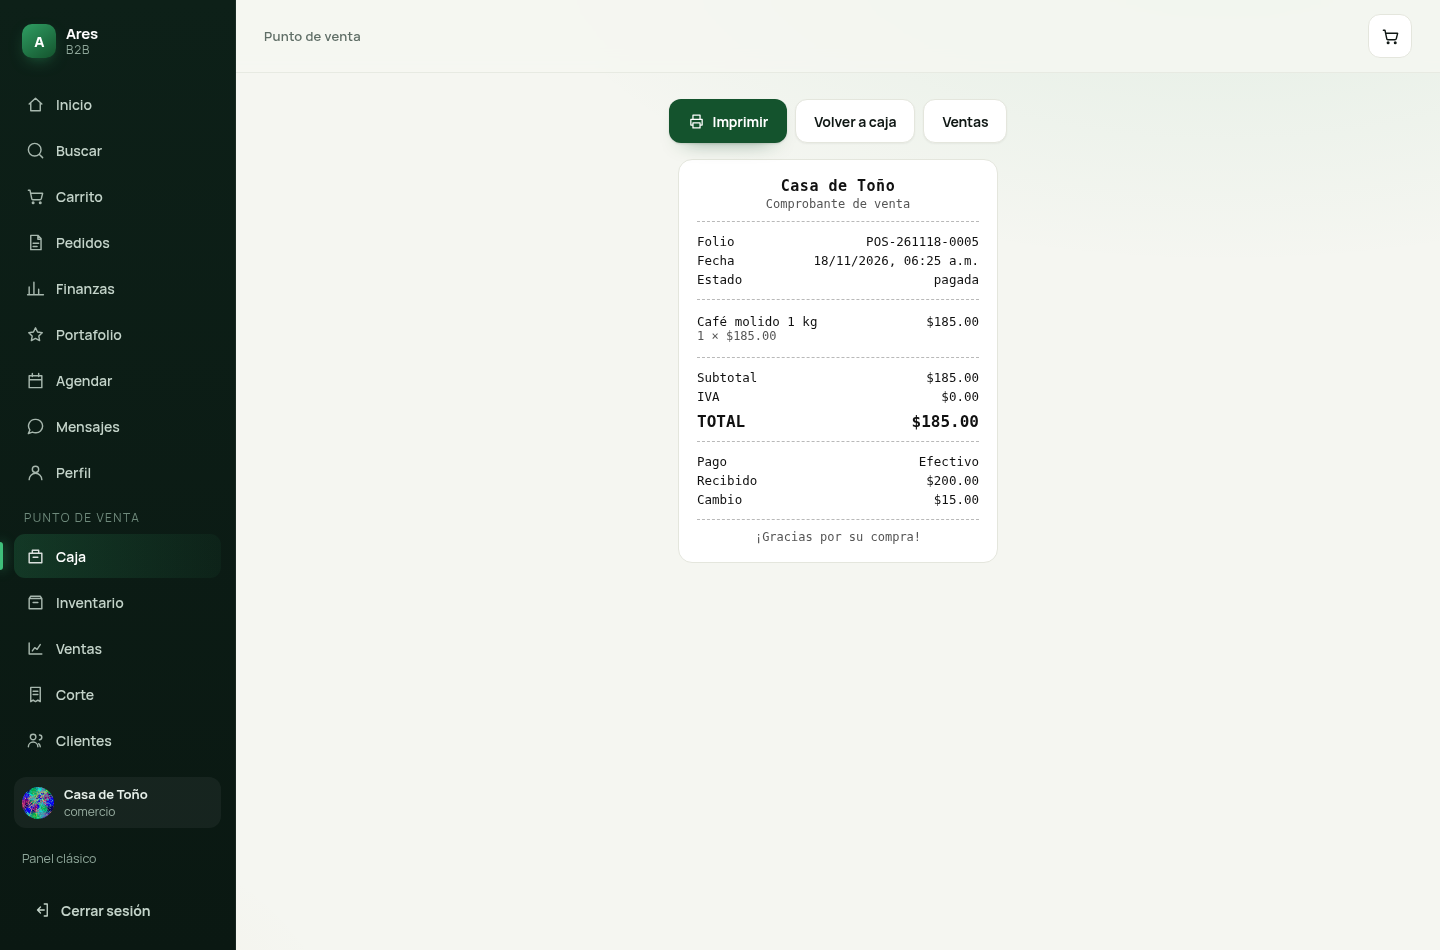 A
Ares
B2B
Inicio
Buscar
Carrito
Pedidos
Finanzas
Portafolio
Agendar
Mensajes
Perfil
PUNTO DE VENTA
Caja
Inventario
Ventas
Corte
Clientes
Casa de Toño
comercio
Panel clásico
Cerrar sesión
Punto de venta
Imprimir Volver a caja Ventas
Casa de Toño
Comprobante de venta
Folio POS-261118-0005
Fecha 18/11/2026, 06:25 a.m.
Estado pagada
Café molido 1 kg $185.00
1 × $185.00
Subtotal $185.00
IVA $0.00
TOTAL $185.00
Pago Efectivo
Recibido $200.00
Cambio $15.00
¡Gracias por su compra!